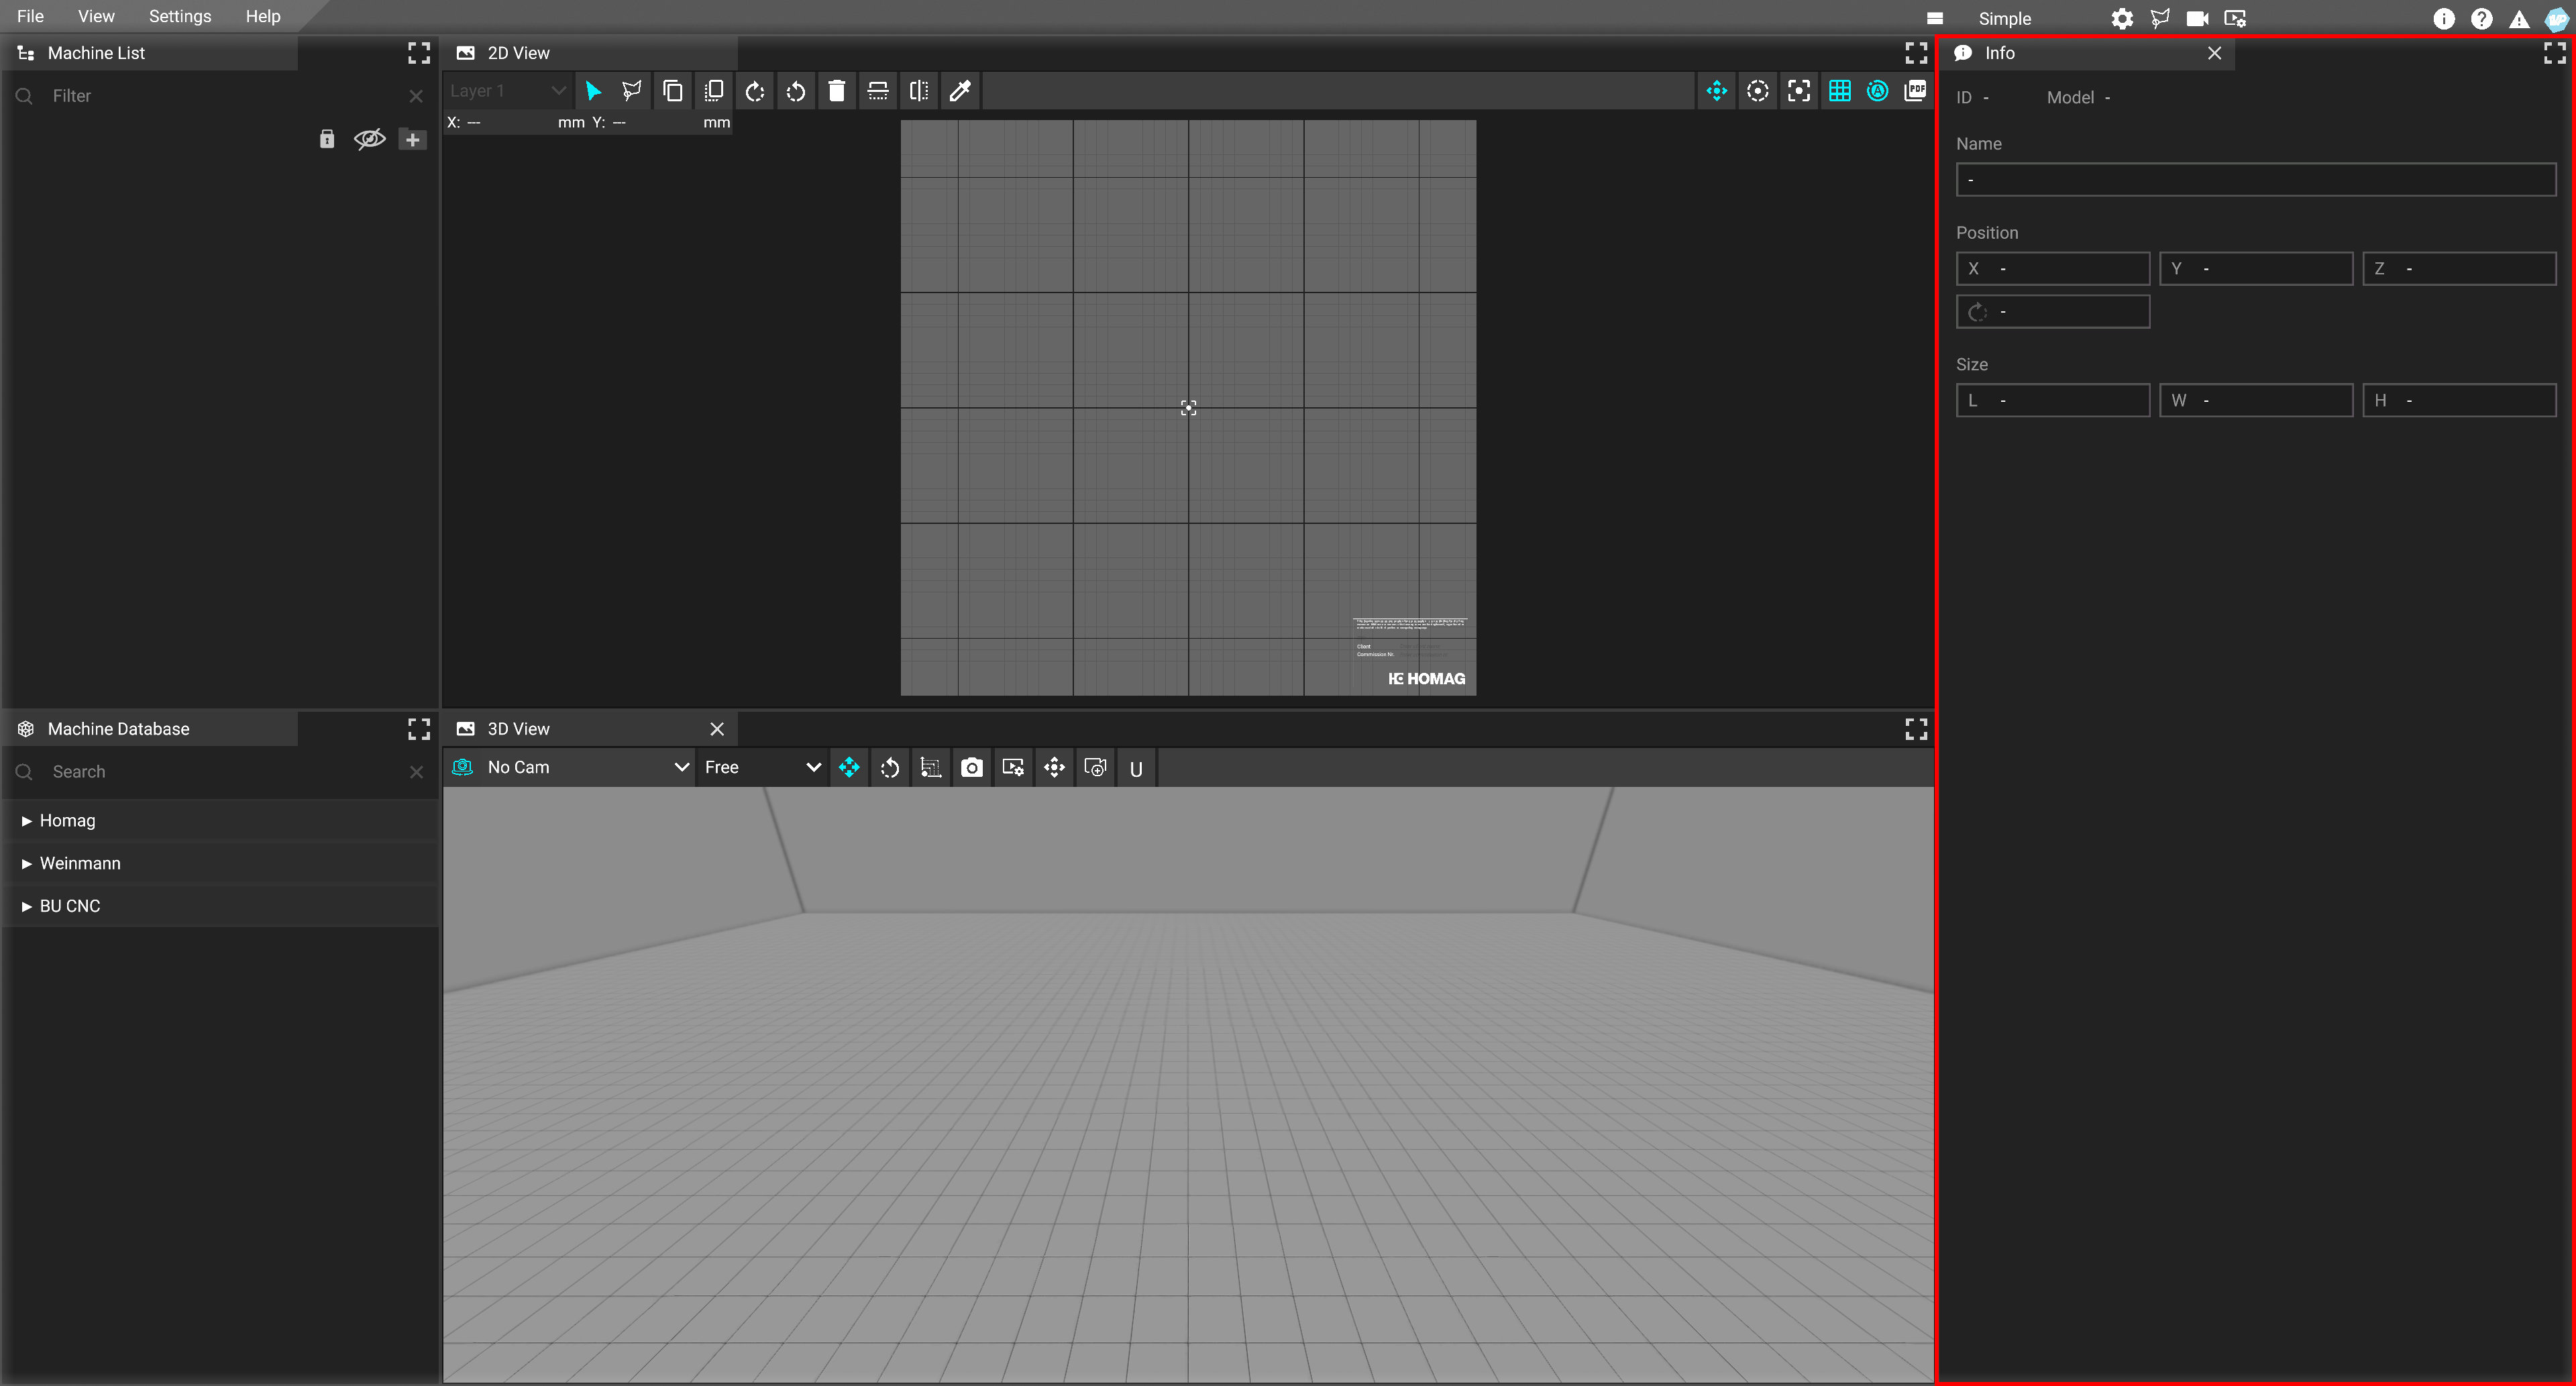 File View Settings Help
Simple
Machine List
Filter
2D View
Layer 1
PDF
X: --- mm Y: --- mm
Client
Commission Nr.
HOMAG
Info
ID - Model -
Name
-
Position
X - Y - Z -
-
Size
L - W - H -
Machine Database
Search
Homag
Weinmann
BU CNC
3D View
No Cam Free U